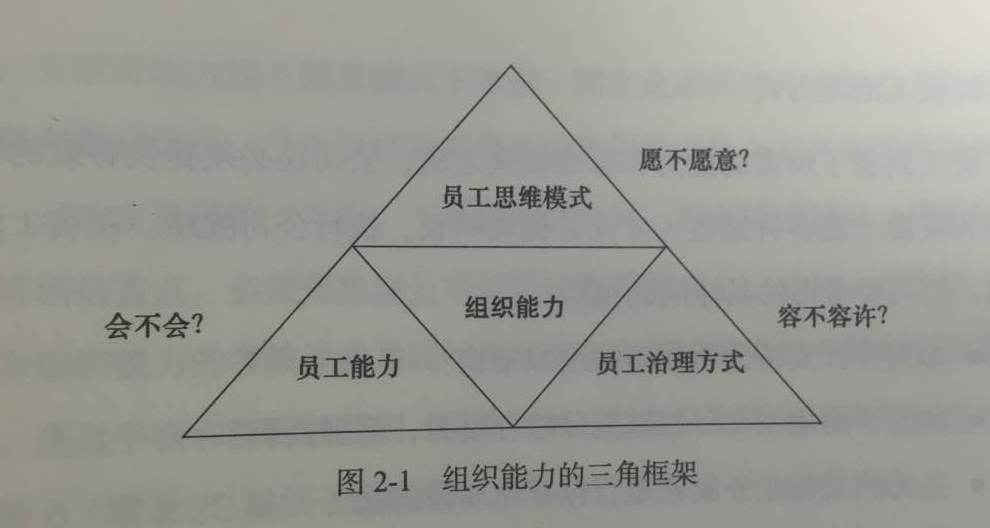 愿不愿意？
员工思维模式
组织能力
会不会？
容不容许？
员工能力
员工治理方式
图 2-1 组织能力的三角框架